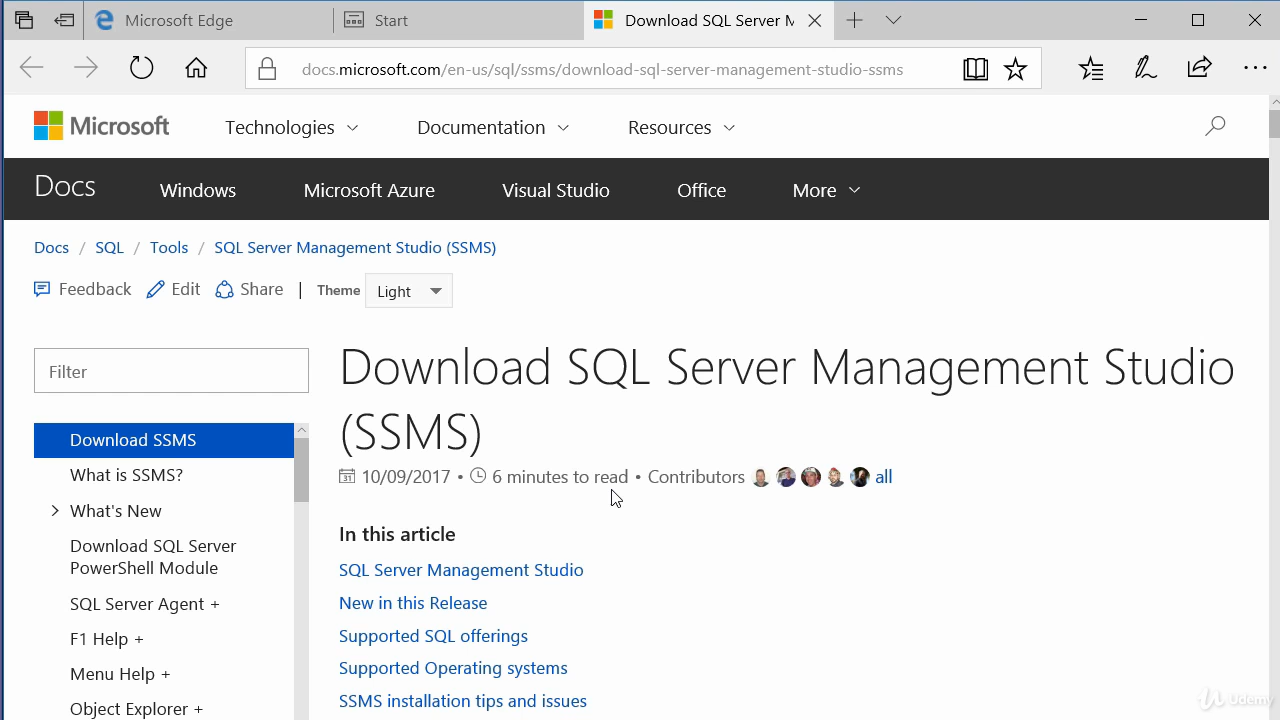 Microsoft Edge
Start
Download SQL Server M
docs.microsoft.com/en-us/sql/ssms/download-sql-server-management-studio-ssms
Microsoft
Technologies
Documentation
Resources
Docs
Windows
Microsoft Azure
Visual Studio
Office
More
Docs / SQL / Tools / SQL Server Management Studio (SSMS)
Feedback
Edit
Share | Theme
Light
Filter
Download SSMS
What is SSMS?
What's New
Download SQL Server
PowerShell Module
SQL Server Agent +
F1 Help +
Menu Help +
Object Explorer +
Download SQL Server Management Studio
(SSMS)
10/09/2017 • 6 minutes to read • Contributors all
In this article
SQL Server Management Studio
New in this Release
Supported SQL offerings
Supported Operating systems
SSMS installation tips and issues
Udemy